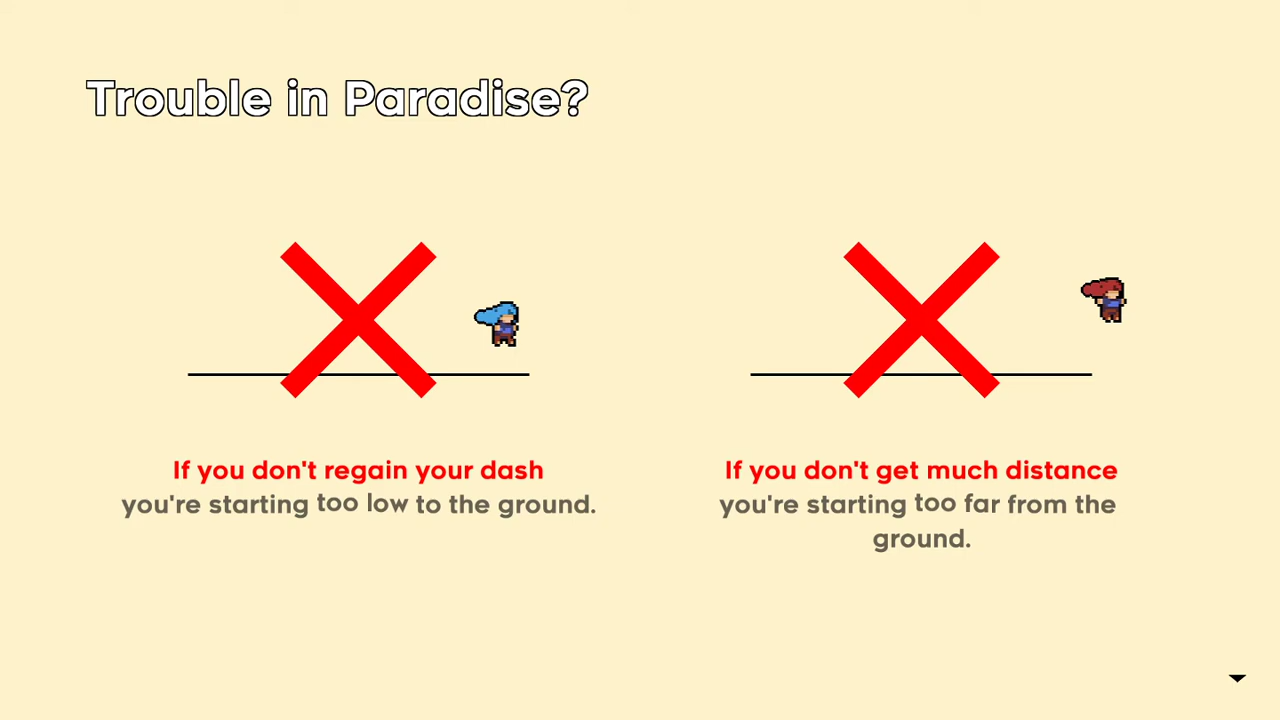 Trouble in Paradise?
If you don't regain your dash
you're starting too low to the ground.
If you don't get much distance
you're starting too far from the
ground.